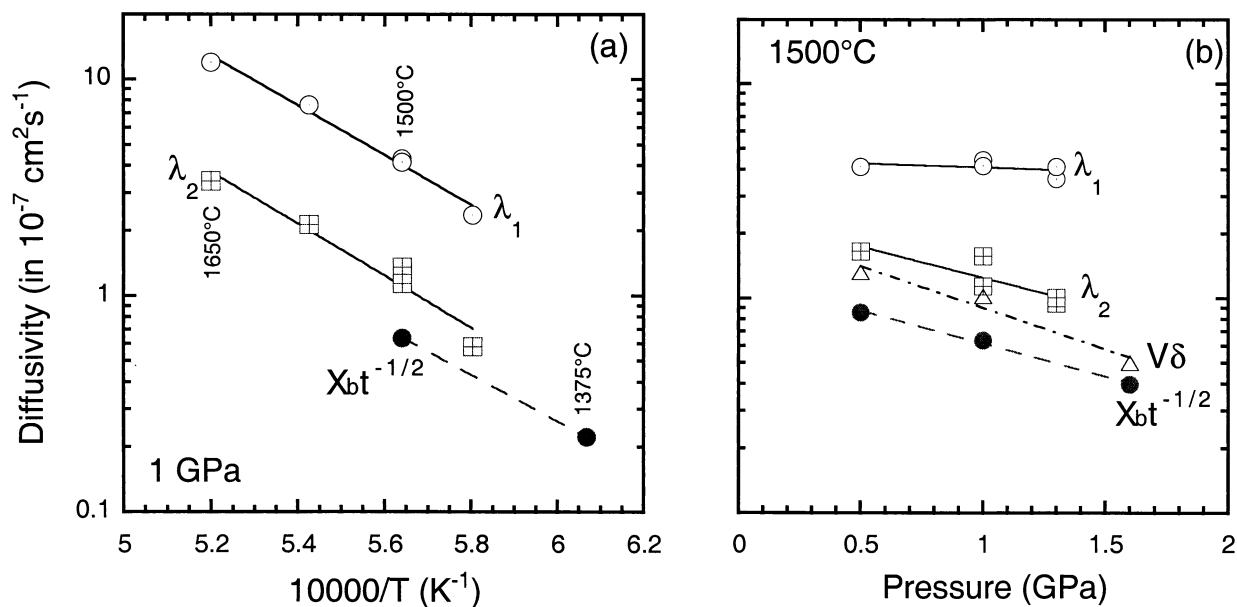 (a)
Diffusivity (in 10⁻⁷ cm²s⁻¹)
10
1
0.1
1500°C
λ₂
1650°C
λ₁
Xbt⁻¹/²
1375°C
1 GPa
5 5.2 5.4 5.6 5.8 6 6.2
10000/T (K⁻¹)
1500°C (b)
λ₁
λ₂
Vδ
Xbt⁻¹/²
0 0.5 1 1.5 2
Pressure (GPa)